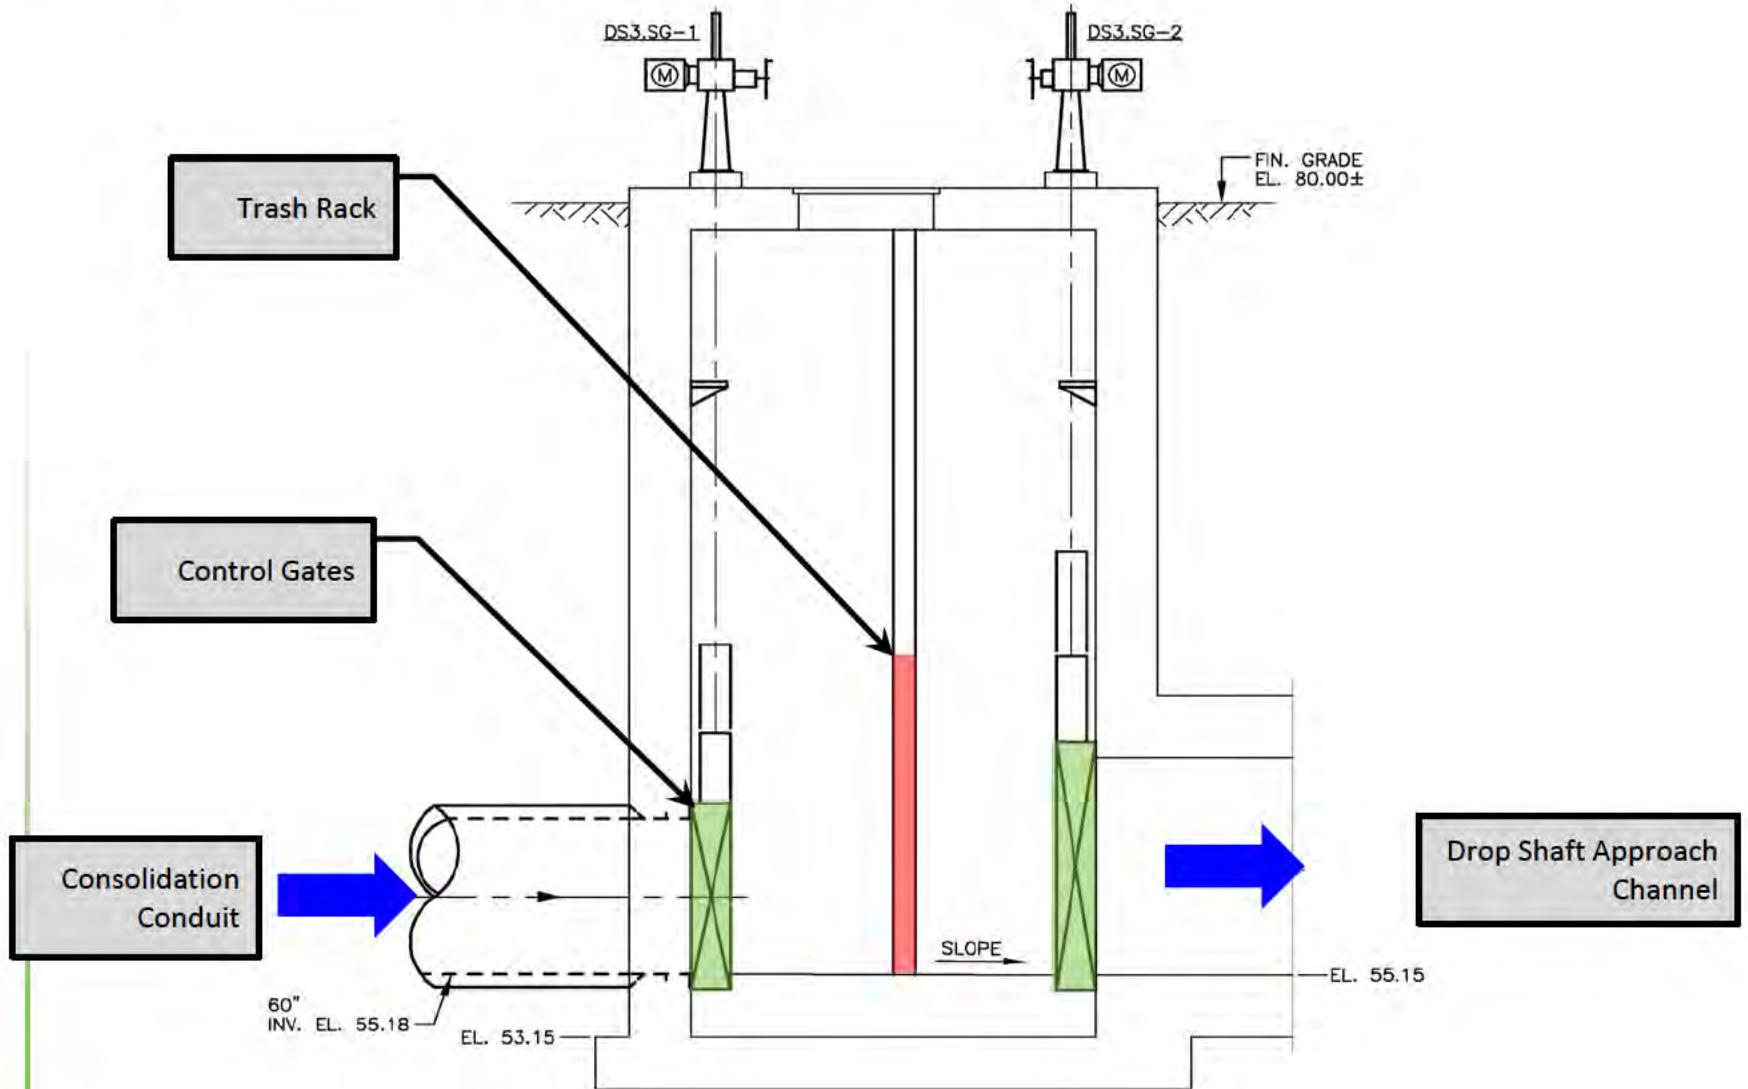 DS3.SG-1
DS3.SG-2
M
M
FIN. GRADE
EL. 80.00±
Trash Rack
Control Gates
Consolidation
Conduit
Drop Shaft Approach
Channel
SLOPE
EL. 55.15
60"
INV. EL. 55.18
EL. 53.15